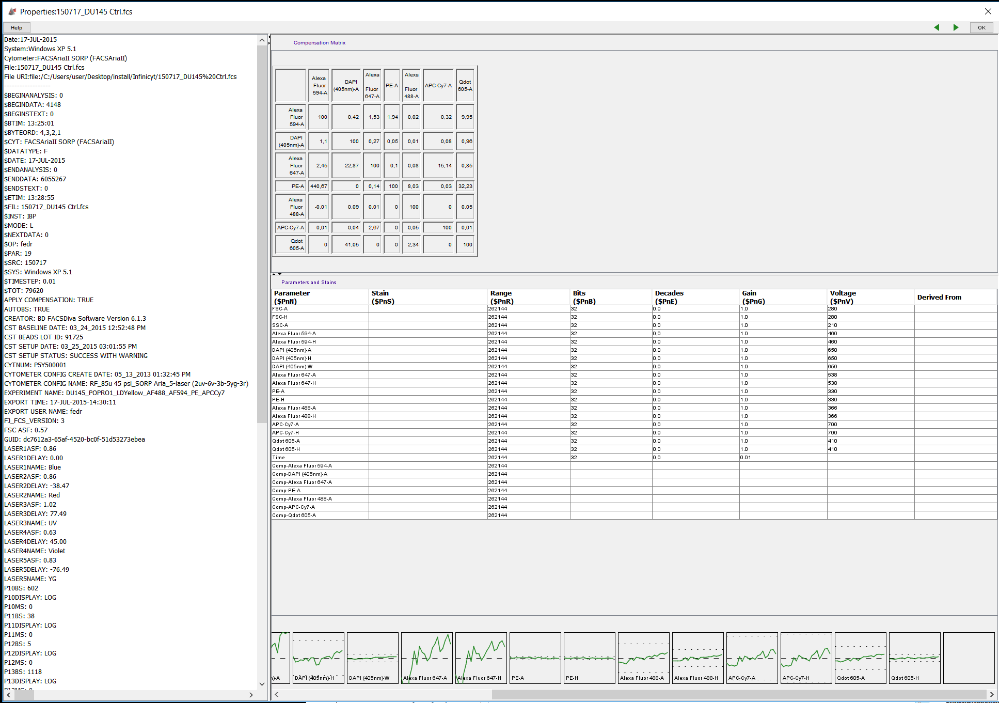 Properties:150717_DU145 Ctrl.fcs
Help
OK
Date:17-JUL-2015
System:Windows XP 5.1
Cytometer:FACSAriaII SORP (FACSAriaII)
File:150717_DU145 Ctrl.fcs
File URI:file:/C:/Users/user/Desktop/install/Infinicyt/150717_DU145%20Ctrl.fcs
------------------
$BEGINANALYSIS: 0
$BEGINDATA: 4148
$BEGINSTEXT: 0
$BTIM: 13:25:01
$BYTEORD: 4,3,2,1
$CYT: FACSAriaII SORP (FACSAriaII)
$DATATYPE: F
$DATE: 17-JUL-2015
$ENDANALYSIS: 0
$ENDDATA: 6055267
$ENDSTEXT: 0
$ETIM: 13:28:55
$FIL: 150717_DU145 Ctrl.fcs
$INST: IBP
$MODE: L
$NEXTDATA: 0
$OP: fedr
$PAR: 19
$SRC: 150717
$SYS: Windows XP 5.1
$TIMESTEP: 0.01
$TOT: 79620
APPLY COMPENSATION: TRUE
AUTOBS: TRUE
CREATOR: BD FACSDiva Software Version 6.1.3
CST BASELINE DATE: 03_24_2015 12:52:48 PM
CST BEADS LOT ID: 91725
CST SETUP DATE: 03_25_2015 03:01:55 PM
CST SETUP STATUS: SUCCESS WITH WARNING
CYTNUM: P5Y500001
CYTOMETER CONFIG CREATE DATE: 05_13_2013 01:32:45 PM
CYTOMETER CONFIG NAME: RF_85u 45 psi_SORP Aria_5-laser (2uv-6v-3b-5yg-3r)
EXPERIMENT NAME: DU145_POPRO1_LDYellow_AF488_AF594_PE_APCCy7
EXPORT TIME: 17-JUL-2015-14:30:11
EXPORT USER NAME: fedr
FJ_FCS_VERSION: 3
FSC ASF: 0.57
GUID: dc7612a3-65af-4520-bc0f-51d53273ebea
LASER1ASF: 0.86
LASER1DELAY: 0.00
LASER1NAME: Blue
LASER2ASF: 0.86
LASER2DELAY: -38.47
LASER2NAME: Red
LASER3ASF: 1.02
LASER3DELAY: 77.49
LASER3NAME: UV
LASER4ASF: 0.63
LASER4DELAY: 45.00
LASER4NAME: Violet
LASER5ASF: 0.83
LASER5DELAY: -76.49
LASER5NAME: YG
P10BS: 602
P10DISPLAY: LOG
P10MS: 0
P11BS: 38
P11DISPLAY: LOG
P11MS: 0
P12BS: 5
P12DISPLAY: LOG
P12MS: 0
P13BS: 1118
P13DISPLAY: LOG
P13MS: 0
Compensation Matrix
Alexa Fluor 594-A DAPI (405nm)-A Alexa Fluor 647-A PE-A Alexa Fluor 488-A APC-Cy7-A Qdot 605-A
Alexa Fluor 594-A 100 0,42 1,53 1,94 0,02 0,32 9,95
DAPI (405nm)-A 1,1 100 0,27 0,05 0,01 0,08 0,96
Alexa Fluor 647-A 2,45 22,87 100 0,1 0,08 15,14 0,85
PE-A 440,67 0 0,14 100 8,03 0,03 32,23
Alexa Fluor 488-A -0,01 0,09 0,01 0 100 0 0,05
APC-Cy7-A 0,01 0,04 2,67 0 0,05 100 0,01
Qdot 605-A 0 41,05 0 0 2,34 0 100
Parameters and Stains
Parameter ($PnN) Stain ($PnS) Range ($PnR) Bits ($PnB) Decades ($PnE) Gain ($PnG) Voltage ($PnV) Derived From
FSC-A 262144 32 0,0 1.0 280
FSC-H 262144 32 0,0 1.0 280
SSC-A 262144 32 0,0 1.0 210
Alexa Fluor 594-A 262144 32 0,0 1.0 460
Alexa Fluor 594-H 262144 32 0,0 1.0 460
DAPI (405nm)-A 262144 32 0,0 1.0 650
DAPI (405nm)-H 262144 32 0,0 1.0 650
DAPI (405nm)-W 262144 32 0,0 1.0 650
Alexa Fluor 647-A 262144 32 0,0 1.0 538
Alexa Fluor 647-H 262144 32 0,0 1.0 538
PE-A 262144 32 0,0 1.0 330
PE-H 262144 32 0,0 1.0 330
Alexa Fluor 488-A 262144 32 0,0 1.0 366
Alexa Fluor 488-H 262144 32 0,0 1.0 366
APC-Cy7-A 262144 32 0,0 1.0 700
APC-Cy7-H 262144 32 0,0 1.0 700
Qdot 605-A 262144 32 0,0 1.0 410
Qdot 605-H 262144 32 0,0 1.0 410
Time 262144 32 0,0 0.01
Comp-Alexa Fluor 594-A 262144
Comp-DAPI (405nm)-A 262144
Comp-Alexa Fluor 647-A 262144
Comp-PE-A 262144
Comp-Alexa Fluor 488-A 262144
Comp-APC-Cy7-A 262144
Comp-Qdot 605-A 262144
)-A DAPI (405nm)-H DAPI (405nm)-W Alexa Fluor 647-A Alexa Fluor 647-H PE-A PE-H Alexa Fluor 488-A Alexa Fluor 488-H APC-Cy7-A APC-Cy7-H Qdot 605-A Qdot 605-H